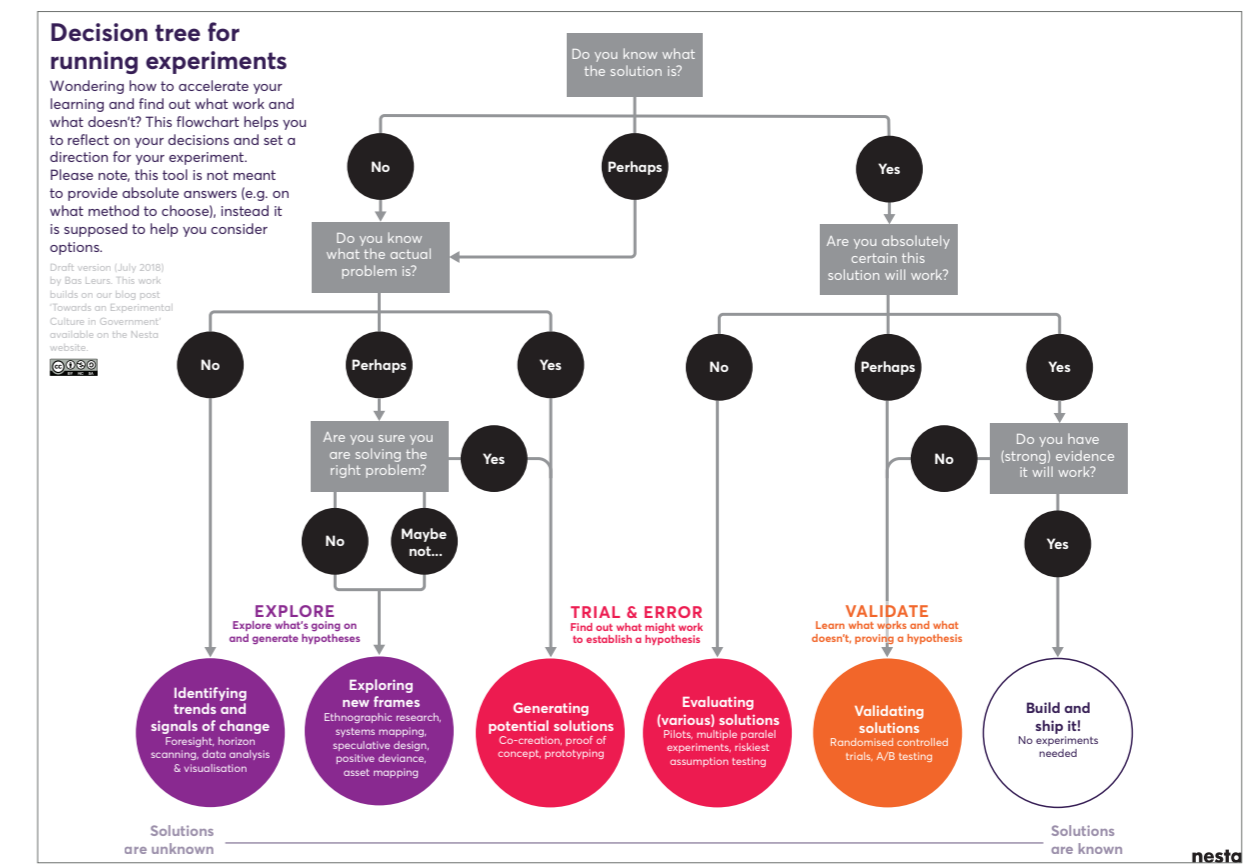 Decision tree for
running experiments
Wondering how to accelerate your
learning and find out what work and
what doesn't? This flowchart helps you
to reflect on your decisions and set a
direction for your experiment.
Please note, this tool is not meant
to provide absolute answers (e.g. on
what method to choose), instead it
is supposed to help you consider
options.
Draft version (July 2018)
by Bas Leurs. This work
builds on our blog post
'Towards an Experimental
Culture in Government'
available on the Nesta
website.
cc
BY NC SA
Do you know what
the solution is?
No
Perhaps
Yes
Do you know
what the actual
problem is?
Are you absolutely
certain this
solution will work?
No
Perhaps
Yes
No
Perhaps
Yes
Are you sure you
are solving the
right problem?
Yes
No
Do you have
(strong) evidence
it will work?
No
Maybe
not...
Yes
EXPLORE
Explore what's going on
and generate hypotheses
TRIAL & ERROR
Find out what might work
to establish a hypothesis
VALIDATE
Learn what works and what
doesn't, proving a hypothesis
Identifying
trends and
signals of change
Foresight, horizon
scanning, data analysis
& visualisation
Exploring
new frames
Ethnographic research,
systems mapping,
speculative design,
positive deviance,
asset mapping
Generating
potential solutions
Co-creation, proof of
concept, prototyping
Evaluating
(various) solutions
Pilots, multiple paralel
experiments, riskiest
assumption testing
Validating
solutions
Randomised controlled
trials, A/B testing
Build and
ship it!
No experiments
needed
Solutions
are unknown
Solutions
are known
nesta